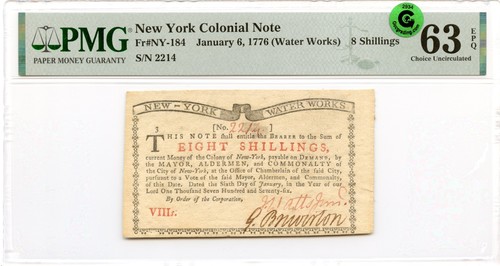 PMG
PAPER MONEY GUARANTY
New York Colonial Note
Fr#NY-184 January 6, 1776 (Water Works) 8 Shillings
S/N 2214
63 EPQ
Choice Uncirculated
NEW-YORK WATER WORKS.
[No. 2214]
THIS NOTE shall entitle the BEARER to the Sum of
EIGHT SHILLINGS,
current Money of the Colony of New-York, payable on DEMAND, by
the MAYOR, ALDERMEN, and COMMONALTY of
the City of New-York, at the Office of Chamberlain of the said City,
pursuant to a Vote of the said Mayor, Aldermen, and Commonalty,
of this Date. Dated the Sixth Day of January, in the Year of our
Lord One Thousand Seven Hundred and Seventy-six.
By Order of the Corporation,
VIIIs.